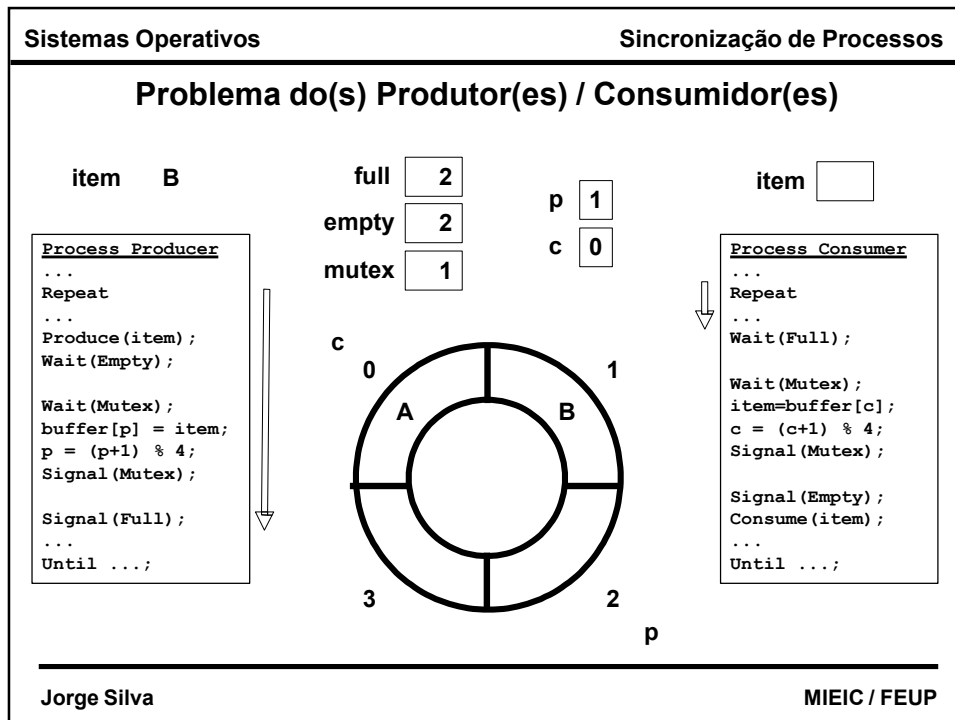 Sistemas Operativos
Sincronização de Processos
Problema do(s) Produtor(es) / Consumidor(es)
item B
full 2
empty 2
mutex 1
p 1
c 0
item
Process Producer
...
Repeat
...
Produce(item);
Wait(Empty);
Wait(Mutex);
buffer[p] = item;
p = (p+1) % 4;
Signal(Mutex);
Signal(Full);
...
Until ...;
c
0
1
A
B
3
2
p
Process Consumer
...
Repeat
...
Wait(Full);
Wait(Mutex);
item=buffer[c];
c = (c+1) % 4;
Signal(Mutex);
Signal(Empty);
Consume(item);
...
Until ...;
Jorge Silva
MIEIC / FEUP